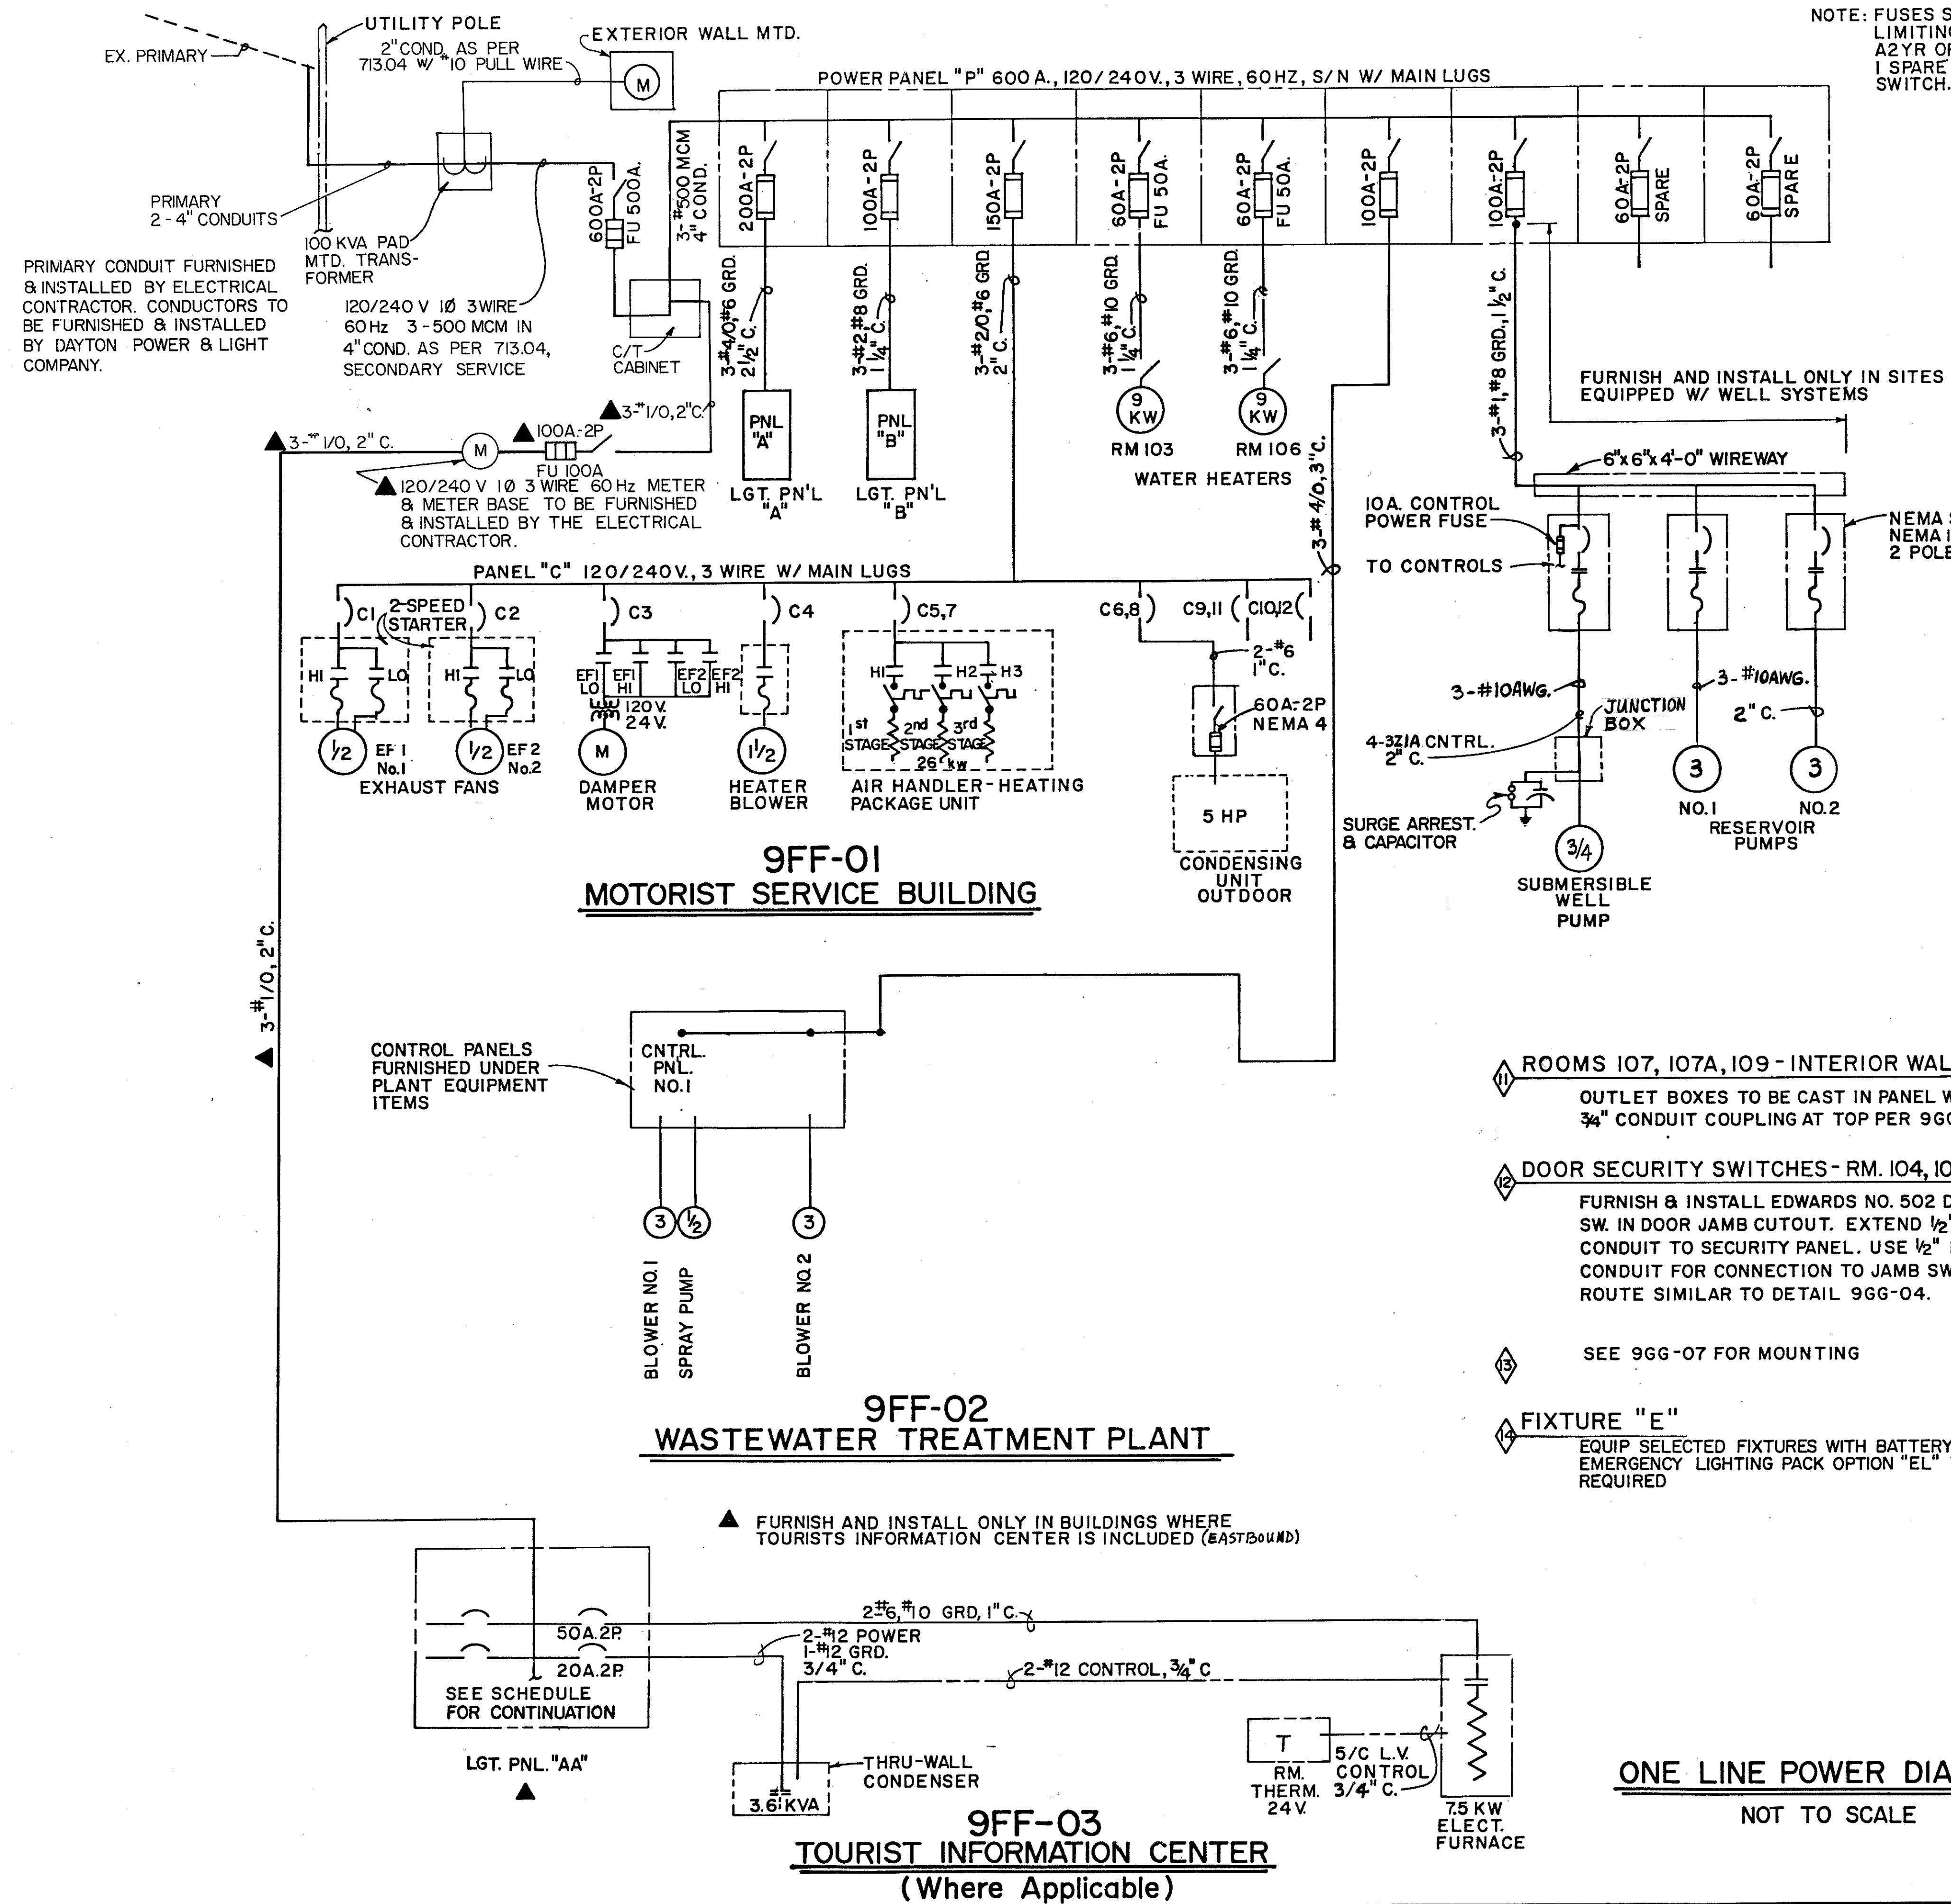 UTILITY POLE
EX. PRIMARY
2" COND. AS PER
713.04 W/ #10 PULL WIRE
EXTERIOR WALL MTD.
M
PRIMARY
2 - 4" CONDUITS
100 KVA PAD
MTD. TRANS-
FORMER
PRIMARY CONDUIT FURNISHED
& INSTALLED BY ELECTRICAL
CONTRACTOR. CONDUCTORS TO
BE FURNISHED & INSTALLED
BY DAYTON POWER & LIGHT
COMPANY.
120/240 V 1Ø 3 WIRE
60 Hz 3 - 500 MCM IN
4" COND. AS PER 713.04,
SECONDARY SERVICE
600A-2P
FU 500A.
3-#500 MCM
4" COND.
C/T
CABINET
NOTE: FUSES S
LIMITING
A2YR OR
1 SPARE
SWITCH.
POWER PANEL "P" 600 A., 120/240V., 3 WIRE, 60HZ, S/N W/ MAIN LUGS
200A-2P
100A-2P
150A-2P
60A-2P
FU 50A.
60A-2P
FU 50A.
100A-2P
100A-2P
60A-2P
SPARE
60A-2P
SPARE
3-#4/0,#6 GRD.
2 1/2" C.
3-#2,#8 GRD.
1 1/4" C.
3-#2/0,#6 GRD.
2" C.
3-#6,#10 GRD.
1 1/4" C.
3-#6,#10 GRD.
1 1/4" C.
3-#1,#8 GRD., 1 1/2" C.
PNL
"A"
LGT. PN'L
"A"
PNL
"B"
LGT. PN'L
"B"
9
KW
RM 103
9
KW
RM 106
WATER HEATERS
3-# 4/0, 3" C.
FURNISH AND INSTALL ONLY IN SITES
EQUIPPED W/ WELL SYSTEMS
6"x6"x4'-0" WIREWAY
▲ 3-#1/0, 2" C.
▲ 3-#1/0, 2" C.
▲ 100A-2P
FU 100A
M
▲ 120/240 V 1Ø 3 WIRE 60 Hz METER
& METER BASE TO BE FURNISHED
& INSTALLED BY THE ELECTRICAL
CONTRACTOR.
10A. CONTROL
POWER FUSE
TO CONTROLS
NEMA S
NEMA 1
2 POLE
PANEL "C" 120/240V., 3 WIRE W/ MAIN LUGS
C1
2-SPEED
STARTER
C2
C3
C4
C5,7
C6,8
C9,11
C10,12
HI
LO
HI
LO
EF1
LO
EF1
HI
EF2
LO
EF2
HI
120V.
24V.
H1
H2
H3
1st
STAGE
2nd
STAGE
3rd
STAGE
26 kw
1/2
EF 1
No.1
1/2
EF 2
No.2
EXHAUST FANS
M
DAMPER
MOTOR
1 1/2
HEATER
BLOWER
AIR HANDLER-HEATING
PACKAGE UNIT
2-#6
1" C.
60A-2P
NEMA 4
5 HP
CONDENSING
UNIT
OUTDOOR
3-#10AWG.
4-3Z1A CNTRL.
2" C.
JUNCTION
BOX
SURGE ARREST.
& CAPACITOR
3/4
SUBMERSIBLE
WELL
PUMP
3-#10AWG.
2" C.
3
NO.1
3
NO.2
RESERVOIR
PUMPS
9FF-01
MOTORIST SERVICE BUILDING
▲ 3-#1/0, 2" C.
CONTROL PANELS
FURNISHED UNDER
PLANT EQUIPMENT
ITEMS
CNTRL.
PNL.
NO.1
3
1/2
3
BLOWER NO.1
SPRAY PUMP
BLOWER NO.2
9FF-02
WASTEWATER TREATMENT PLANT
11 ROOMS 107, 107A, 109 - INTERIOR WAL
OUTLET BOXES TO BE CAST IN PANEL W
3/4" CONDUIT COUPLING AT TOP PER 9GG
12 DOOR SECURITY SWITCHES - RM. 104, 10
FURNISH & INSTALL EDWARDS NO. 502 D
SW. IN DOOR JAMB CUTOUT. EXTEND 1/2"
CONDUIT TO SECURITY PANEL. USE 1/2"
CONDUIT FOR CONNECTION TO JAMB SW
ROUTE SIMILAR TO DETAIL 9GG-04.
13 SEE 9GG-07 FOR MOUNTING
14 FIXTURE "E"
EQUIP SELECTED FIXTURES WITH BATTERY
EMERGENCY LIGHTING PACK OPTION "EL"
REQUIRED
▲ FURNISH AND INSTALL ONLY IN BUILDINGS WHERE
TOURISTS INFORMATION CENTER IS INCLUDED (EASTBOUND)
50A.2P.
20A.2P.
SEE SCHEDULE
FOR CONTINUATION
LGT. PNL. "AA"
▲
2-#6,#10 GRD, 1" C.
2-#12 POWER
1-#12 GRD.
3/4" C.
2-#12 CONTROL, 3/4" C
THRU-WALL
CONDENSER
3.6 KVA
T
RM.
THERM.
24V.
5/C L.V.
CONTROL
3/4" C.
7.5 KW
ELECT.
FURNACE
9FF-03
TOURIST INFORMATION CENTER
(Where Applicable)
ONE LINE POWER DIA
NOT TO SCALE